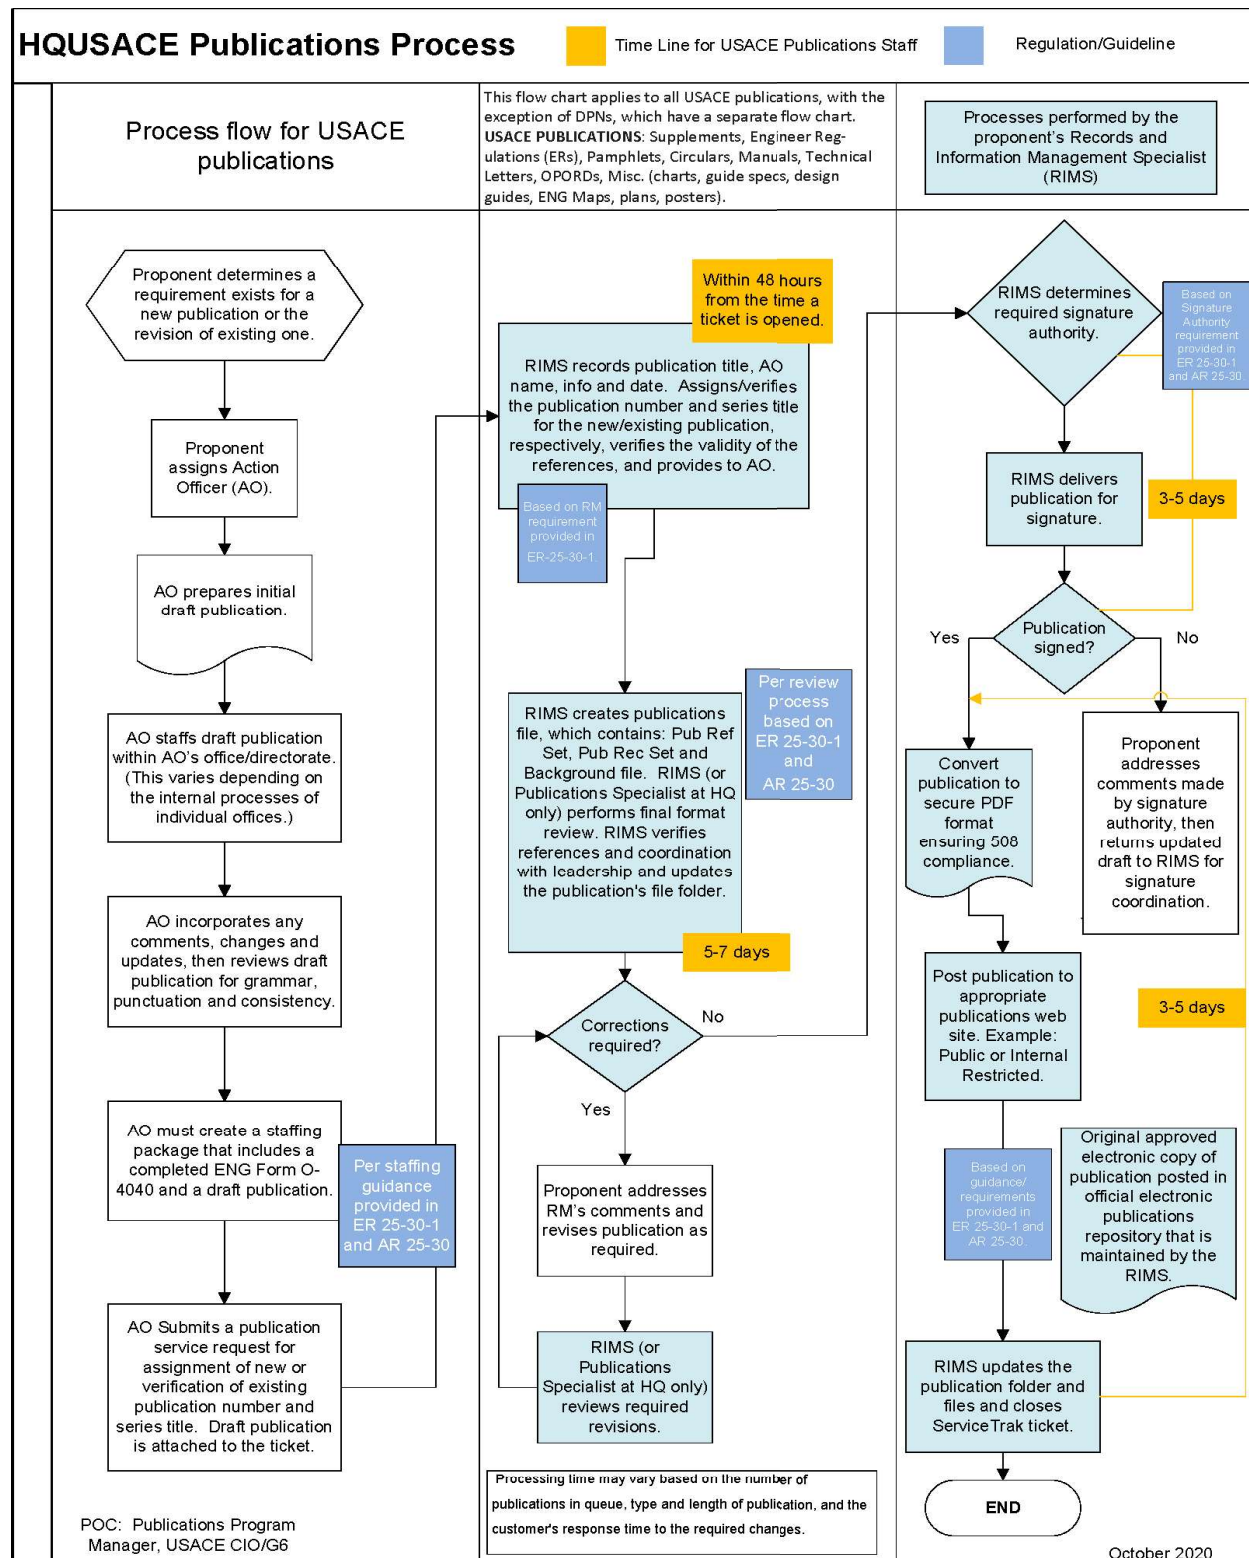 HQUSACE Publications Process
Time Line for USACE Publications Staff
Regulation/Guideline
Process flow for USACE
publications
This flow chart applies to all USACE publications, with the
exception of DPNs, which have a separate flow chart.
USACE PUBLICATIONS: Supplements, Engineer Reg-
ulations (ERs), Pamphlets, Circulars, Manuals, Technical
Letters, OPORDs, Misc. (charts, guide specs, design
guides, ENG Maps, plans, posters).
Processes performed by the
proponent's Records and
Information Management Specialist
(RIMS)
Proponent determines a
requirement exists for a
new publication or the
revision of existing one.
Proponent
assigns Action
Officer (AO).
AO prepares initial
draft publication.
AO staffs draft publication
within AO's office/directorate.
(This varies depending on
the internal processes of
individual offices.)
AO incorporates any
comments, changes and
updates, then reviews draft
publication for grammar,
punctuation and consistency.
AO must create a staffing
package that includes a
completed ENG Form O-
4040 and a draft publication.
Per staffing
guidance
provided in
ER 25-30-1
and AR 25-30
AO Submits a publication
service request for
assignment of new or
verification of existing
publication number and
series title. Draft publication
is attached to the ticket.
POC: Publications Program
Manager, USACE CIO/G6
Within 48 hours
from the time a
ticket is opened.
RIMS records publication title, AO
name, info and date. Assigns/verifies
the publication number and series title
for the new/existing publication,
respectively, verifies the validity of the
references, and provides to AO.
Based on RM
requirement
provided in
ER-25-30-1.
RIMS creates publications
file, which contains: Pub Ref
Set, Pub Rec Set and
Background file. RIMS (or
Publications Specialist at HQ
only) performs final format
review. RIMS verifies
references and coordination
with leadership and updates
the publication's file folder.
Per review
process
based on
ER 25-30-1
and
AR 25-30
5-7 days
Corrections
required?
No
Yes
Proponent addresses
RM's comments and
revises publication as
required.
RIMS (or
Publications
Specialist at HQ only)
reviews required
revisions.
Processing time may vary based on the number of
publications in queue, type and length of publication, and the
customer's response time to the required changes.
RIMS determines
required signature
authority.
Based on
Signature
Authority
requirement
provided in
ER 25-30-1
and AR 25-30.
RIMS delivers
publication for
signature.
3-5 days
Publication
signed?
Yes
No
Convert
publication to
secure PDF
format
ensuring 508
compliance.
Proponent
addresses
comments made
by signature
authority, then
returns updated
draft to RIMS for
signature
coordination.
Post publication to
appropriate
publications web
site. Example:
Public or Internal
Restricted.
3-5 days
Based on
guidance/
requirements
provided in
ER 25-30-1 and
AR 25-30.
Original approved
electronic copy of
publication posted in
official electronic
publications
repository that is
maintained by the
RIMS.
RIMS updates the
publication folder and
files and closes
ServiceTrak ticket.
END
October 2020